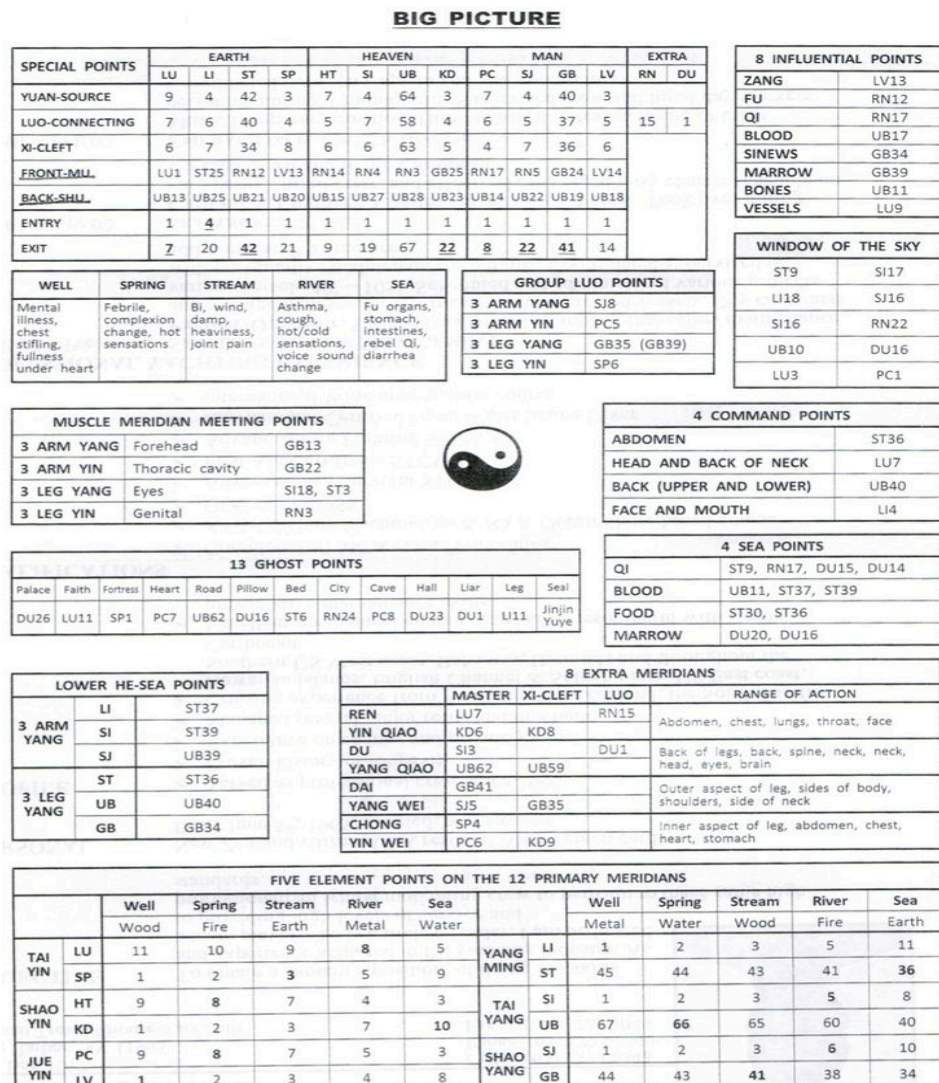 BIG PICTURE
SPECIAL POINTS EARTH HEAVEN MAN EXTRA
LU LI ST SP HT SI UB KD PC SJ GB LV RN DU
YUAN-SOURCE 9 4 42 3 7 4 64 3 7 4 40 3
LUO-CONNECTING 7 6 40 4 5 7 58 4 6 5 37 5 15 1
XI-CLEFT 6 7 34 8 6 6 63 5 4 7 36 6
FRONT-MU LU1 ST25 RN12 LV13 RN14 RN4 RN3 GB25 RN17 RN5 GB24 LV14
BACK-SHU UB13 UB25 UB21 UB20 UB15 UB27 UB28 UB23 UB14 UB22 UB19 UB18
ENTRY 1 4 1 1 1 1 1 1 1 1 1 1
EXIT 7 20 42 21 9 19 67 22 8 22 41 14
8 INFLUENTIAL POINTS
ZANG LV13
FU RN12
QI RN17
BLOOD UB17
SINEWS GB34
MARROW GB39
BONES UB11
VESSELS LU9
WELL SPRING STREAM RIVER SEA
Mental Febrile, Bi, wind, Asthma, Fu organs,
illness, complexion damp, cough, stomach,
chest change, hot heaviness, hot/cold intestines,
stifling, sensations joint pain sensations, rebel Qi,
fullness voice sound diarrhea
under heart change
GROUP LUO POINTS
3 ARM YANG SJ8
3 ARM YIN PC5
3 LEG YANG GB35 (GB39)
3 LEG YIN SP6
WINDOW OF THE SKY
ST9 SI17
LI18 SJ16
SI16 RN22
UB10 DU16
LU3 PC1
MUSCLE MERIDIAN MEETING POINTS
3 ARM YANG Forehead GB13
3 ARM YIN Thoracic cavity GB22
3 LEG YANG Eyes SI18, ST3
3 LEG YIN Genital RN3
4 COMMAND POINTS
ABDOMEN ST36
HEAD AND BACK OF NECK LU7
BACK (UPPER AND LOWER) UB40
FACE AND MOUTH LI4
13 GHOST POINTS
Palace Faith Fortress Heart Road Pillow Bed City Cave Hall Liar Leg Seal
DU26 LU11 SP1 PC7 UB62 DU16 ST6 RN24 PC8 DU23 DU1 LI11 Jinjin
Yuye
4 SEA POINTS
QI ST9, RN17, DU15, DU14
BLOOD UB11, ST37, ST39
FOOD ST30, ST36
MARROW DU20, DU16
LOWER HE-SEA POINTS
3 ARM YANG
LI ST37
SI ST39
SJ UB39
3 LEG YANG
ST ST36
UB UB40
GB GB34
8 EXTRA MERIDIANS
MASTER XI-CLEFT LUO RANGE OF ACTION
REN LU7 RN15
YIN QIAO KD6 KD8
Abdomen, chest, lungs, throat, face
DU SI3 DU1
YANG QIAO UB62 UB59
Back of legs, back, spine, neck, neck,
head, eyes, brain
DAI GB41
YANG WEI SJ5 GB35
Outer aspect of leg, sides of body,
shoulders, side of neck
CHONG SP4
YIN WEI PC6 KD9
Inner aspect of leg, abdomen, chest,
heart, stomach
FIVE ELEMENT POINTS ON THE 12 PRIMARY MERIDIANS
Well Spring Stream River Sea Well Spring Stream River Sea
Wood Fire Earth Metal Water Metal Water Wood Fire Earth
TAI YIN
LU 11 10 9 8 5
SP 1 2 3 5 9
YANG MING
LI 1 2 3 5 11
ST 45 44 43 41 36
SHAO YIN
HT 9 8 7 4 3
KD 1 2 3 7 10
TAI YANG
SI 1 2 3 5 8
UB 67 66 65 60 40
JUE YIN
PC 9 8 7 5 3
LV 1 2 3 4 8
SHAO YANG
SJ 1 2 3 6 10
GB 44 43 41 38 34